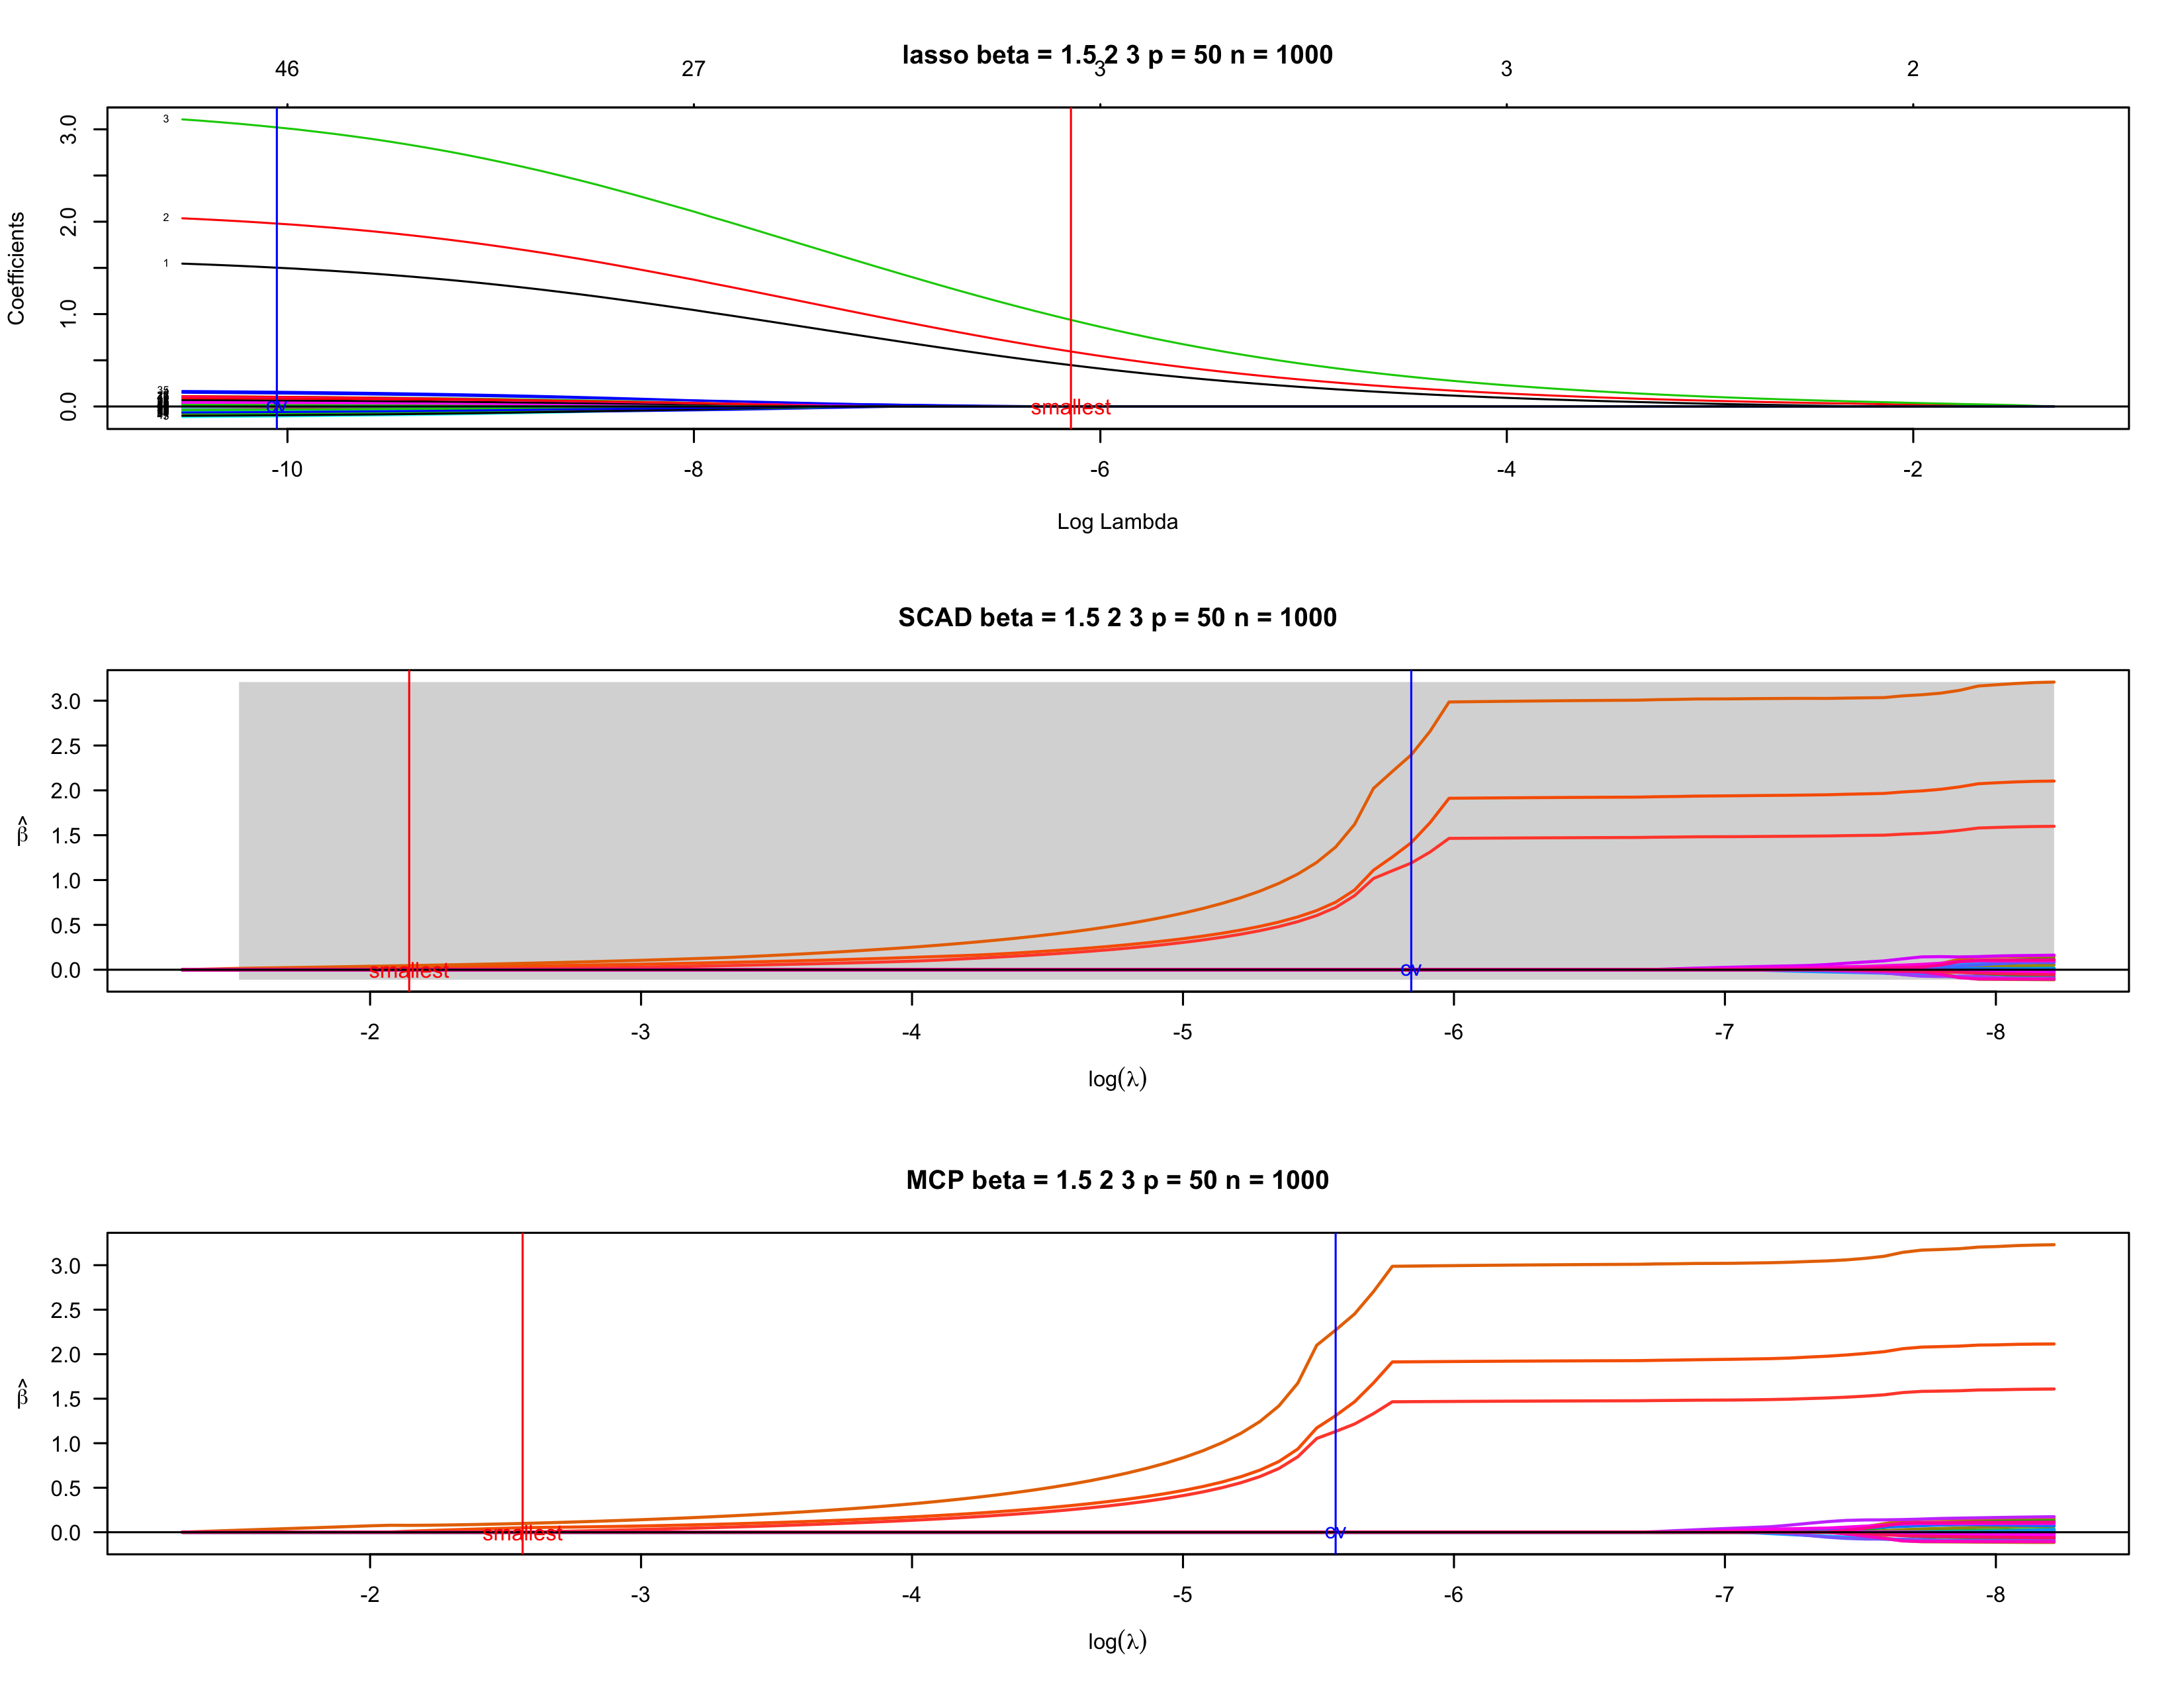 lasso beta = 1.5 2 3 p = 50 n = 1000
46 27 3 3 2
3.0
2.0
1.0
0.0
Coefficients
3
2
1
35
cv
smallest
-10 -8 -6 -4 -2
Log Lambda
SCAD beta = 1.5 2 3 p = 50 n = 1000
3.0
2.5
2.0
1.5
1.0
0.5
0.0
β̂
smallest
cv
-2 -3 -4 -5 -6 -7 -8
log(λ)
MCP beta = 1.5 2 3 p = 50 n = 1000
3.0
2.5
2.0
1.5
1.0
0.5
0.0
β̂
smallest
cv
-2 -3 -4 -5 -6 -7 -8
log(λ)